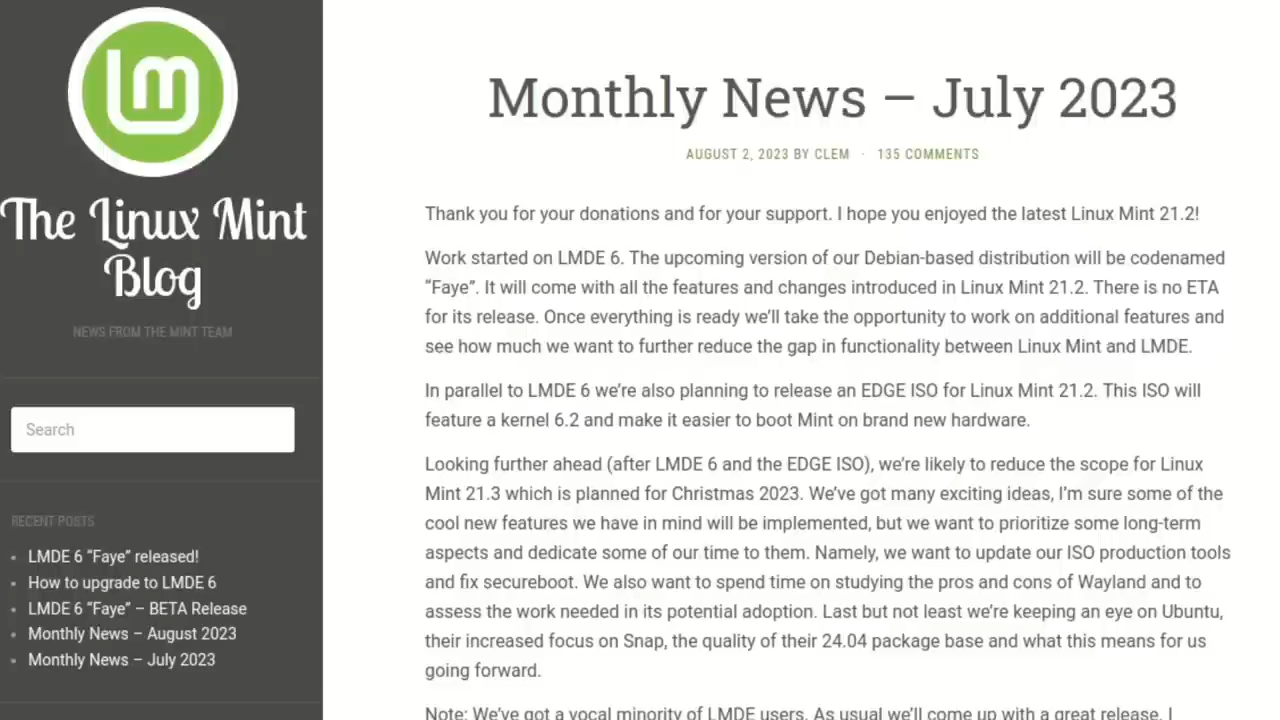 lm
The Linux Mint
Blog
NEWS FROM THE MINT TEAM
Search
RECENT POSTS
LMDE 6 “Faye” released!
How to upgrade to LMDE 6
LMDE 6 “Faye” – BETA Release
Monthly News – August 2023
Monthly News – July 2023
Monthly News – July 2023
AUGUST 2, 2023 BY CLEM · 135 COMMENTS
Thank you for your donations and for your support. I hope you enjoyed the latest Linux Mint 21.2!
Work started on LMDE 6. The upcoming version of our Debian-based distribution will be codenamed
“Faye”. It will come with all the features and changes introduced in Linux Mint 21.2. There is no ETA
for its release. Once everything is ready we’ll take the opportunity to work on additional features and
see how much we want to further reduce the gap in functionality between Linux Mint and LMDE.
In parallel to LMDE 6 we’re also planning to release an EDGE ISO for Linux Mint 21.2. This ISO will
feature a kernel 6.2 and make it easier to boot Mint on brand new hardware.
Looking further ahead (after LMDE 6 and the EDGE ISO), we’re likely to reduce the scope for Linux
Mint 21.3 which is planned for Christmas 2023. We’ve got many exciting ideas, I’m sure some of the
cool new features we have in mind will be implemented, but we want to prioritize some long-term
aspects and dedicate some of our time to them. Namely, we want to update our ISO production tools
and fix secureboot. We also want to spend time on studying the pros and cons of Wayland and to
assess the work needed in its potential adoption. Last but not least we’re keeping an eye on Ubuntu,
their increased focus on Snap, the quality of their 24.04 package base and what this means for us
going forward.
Note: We’ve got a vocal minority of LMDE users. As usual we’ll come up with a great release. I